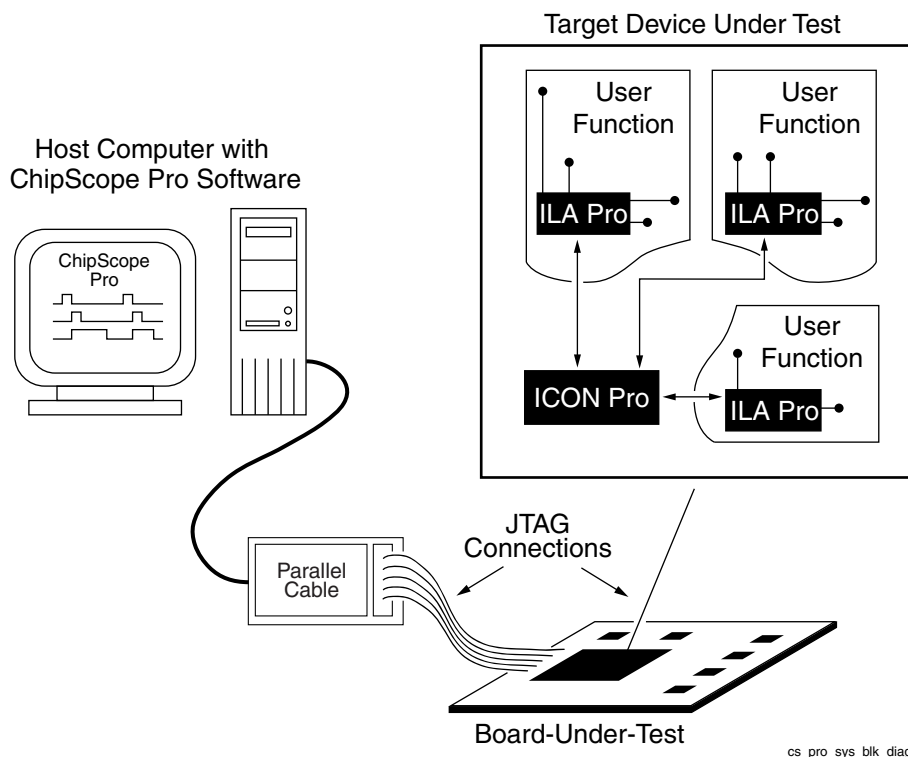 Target Device Under Test
User
Function
ILA Pro
User
Function
ILA Pro
Host Computer with
ChipScope Pro Software
ChipScope
Pro
User
Function
ILA Pro
ICON Pro
JTAG
Connections
Parallel
Cable
Board-Under-Test
cs_pro_sys_blk_diag